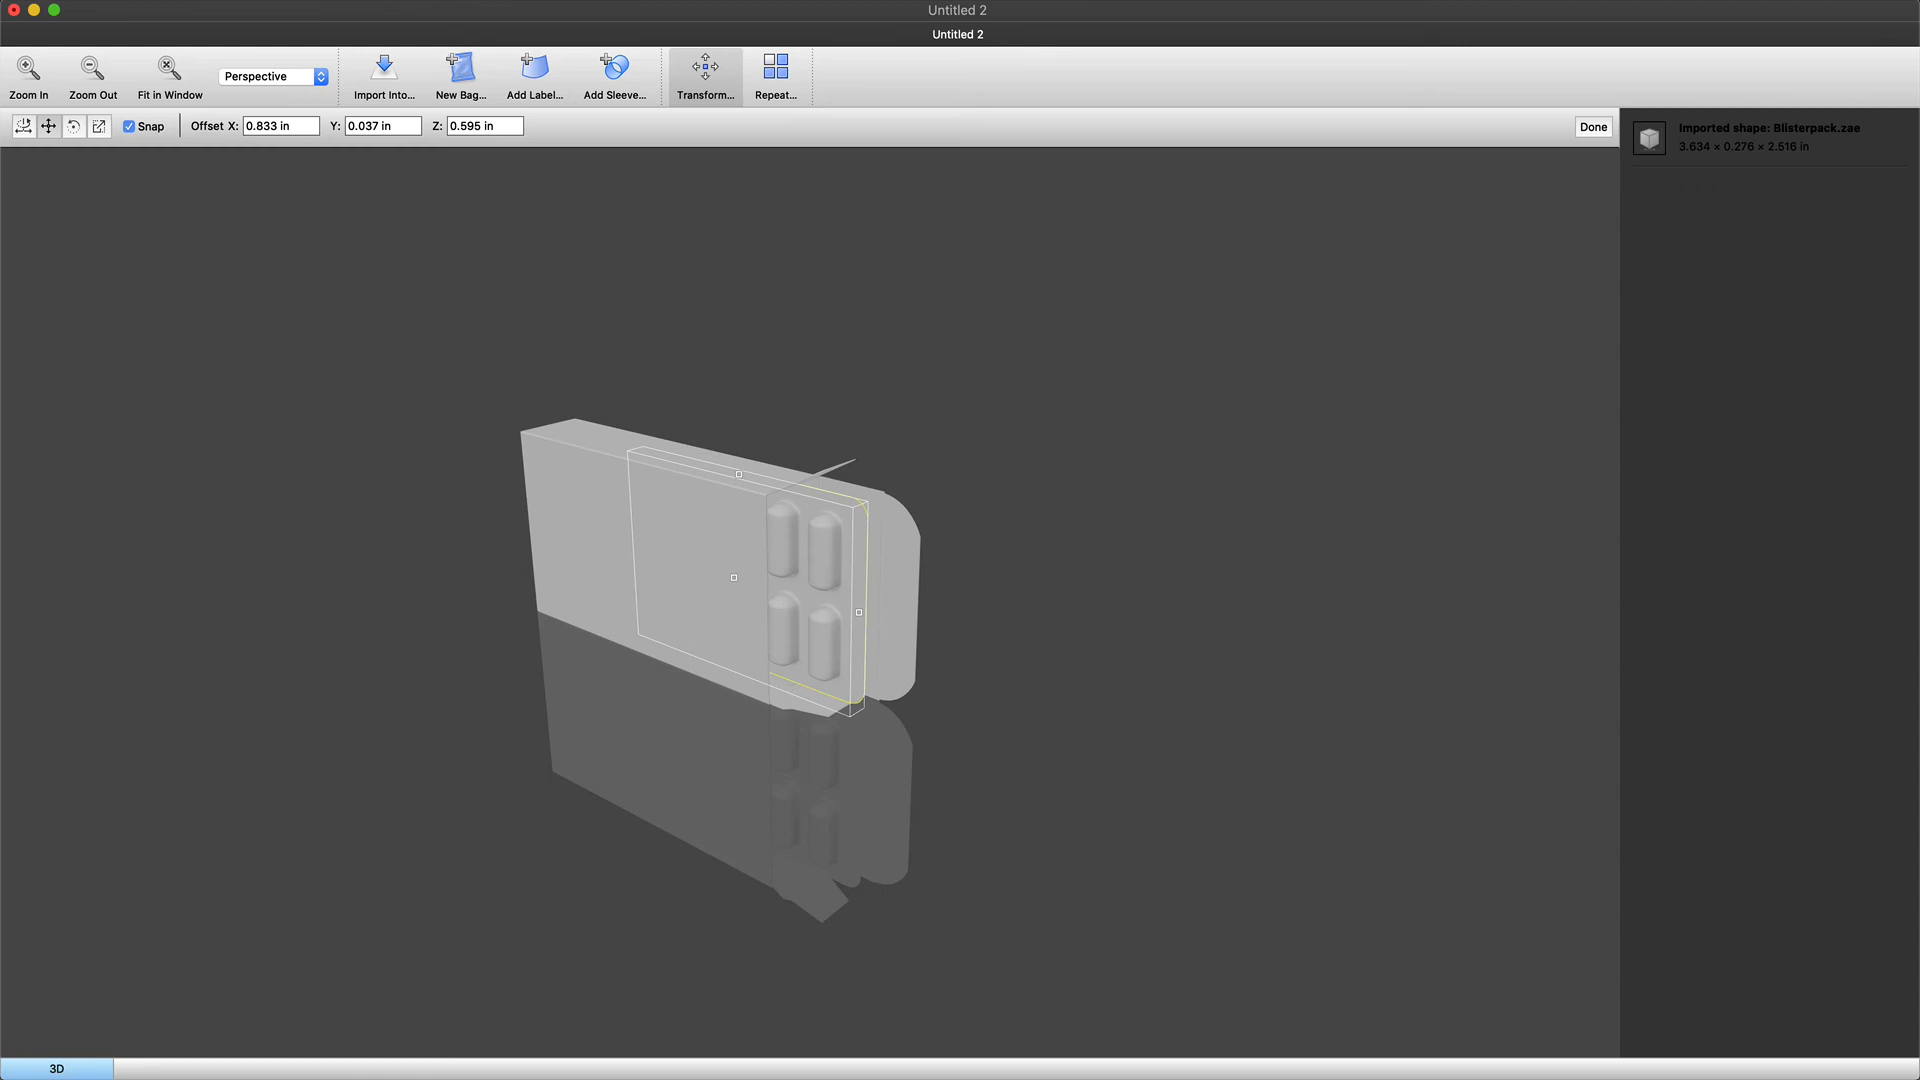 Untitled 2
Untitled 2
Zoom In
Zoom Out
Fit in Window
Perspective
Import Into...
New Bag...
Add Label...
Add Sleeve...
Transform...
Repeat...
Snap
Offset X: 0.833 in Y: 0.037 in Z: 0.595 in
Done
Imported shape: Blisterpack.zae
3.634 × 0.276 × 2.516 in
3D